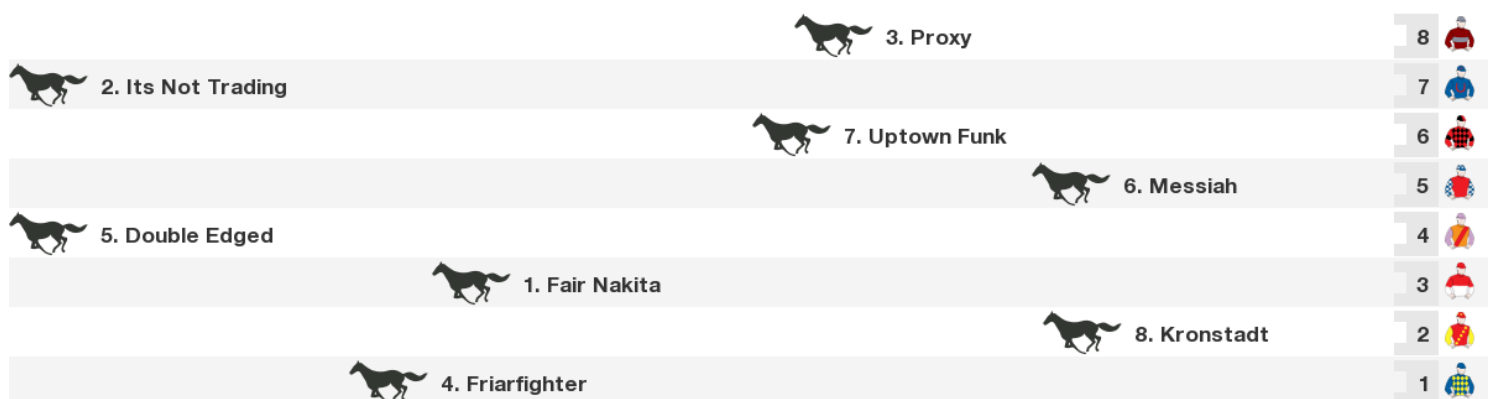 3. Proxy 8
2. Its Not Trading 7
7. Uptown Funk 6
6. Messiah 5
5. Double Edged 4
1. Fair Nakita 3
8. Kronstadt 2
4. Friarfighter 1